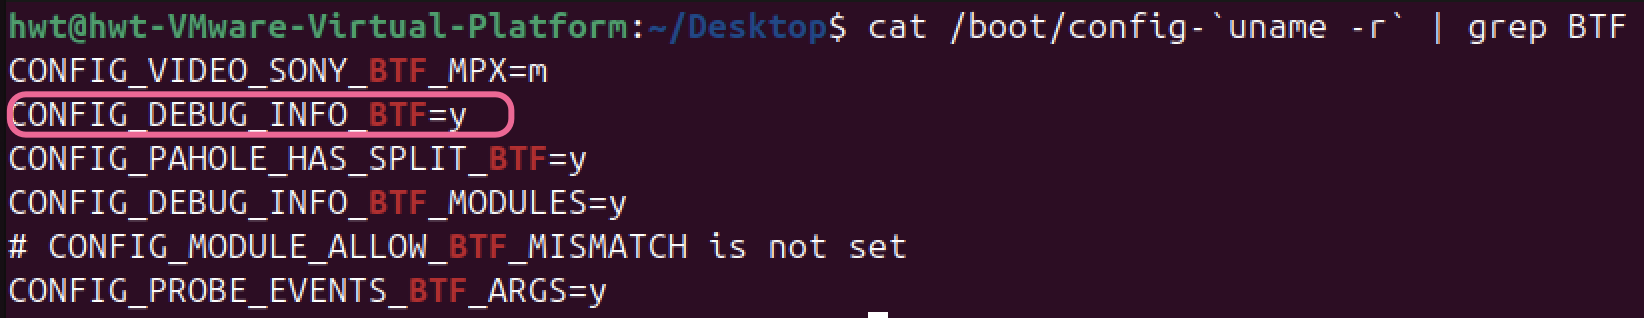 hwt@hwt-VMware-Virtual-Platform:~/Desktop$ cat /boot/config-`uname -r` | grep BTF
CONFIG_VIDEO_SONY_BTF_MPX=m
CONFIG_DEBUG_INFO_BTF=y
CONFIG_PAHOLE_HAS_SPLIT_BTF=y
CONFIG_DEBUG_INFO_BTF_MODULES=y
# CONFIG_MODULE_ALLOW_BTF_MISMATCH is not set
CONFIG_PROBE_EVENTS_BTF_ARGS=y